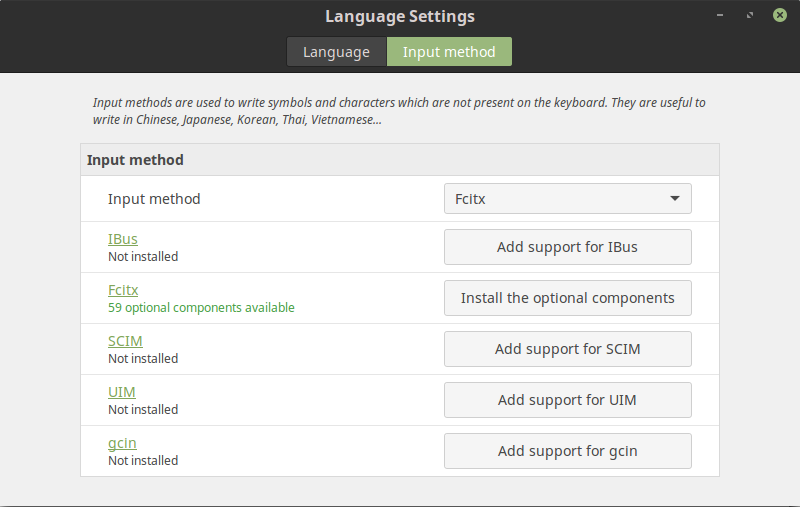 Language Settings
Language
Input method
Input methods are used to write symbols and characters which are not present on the keyboard. They are useful to
write in Chinese, Japanese, Korean, Thai, Vietnamese...
Input method
Input method
Fcitx
IBus
Not installed
Add support for IBus
Fcitx
59 optional components available
Install the optional components
SCIM
Not installed
Add support for SCIM
UIM
Not installed
Add support for UIM
gcin
Not installed
Add support for gcin